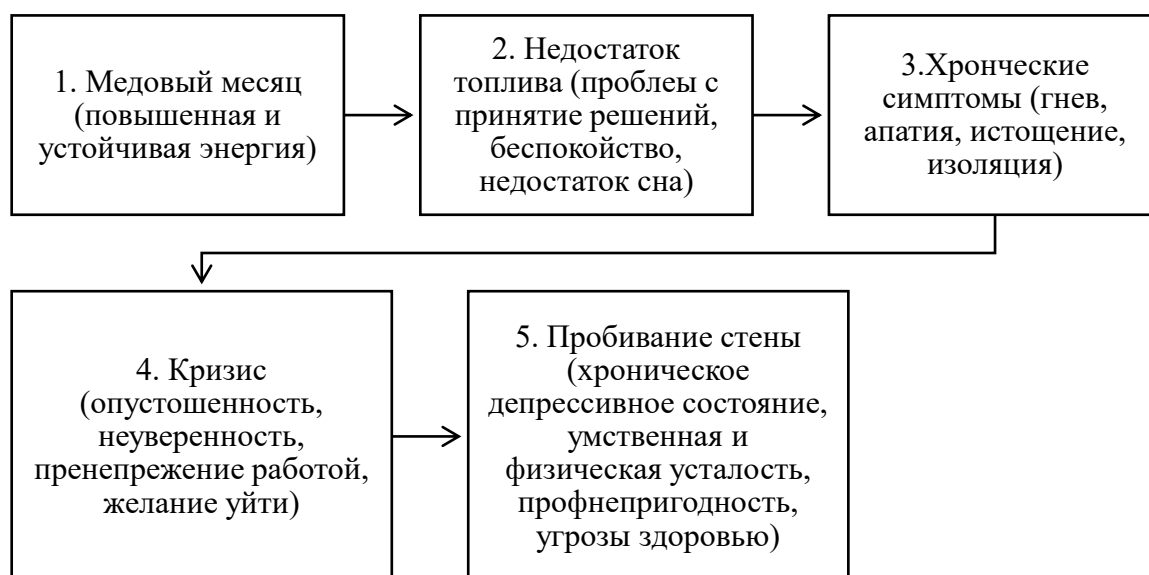 1. Медовый месяц
(повышенная и
устойчивая энергия)
2. Недостаток
топлива (проблеы с
принятие решений,
беспокойство,
недостаток сна)
3.Хрончческие
симптомы (гнев,
апатия, истощение,
изоляция)
4. Кризис
(опустошенность,
неуверенность,
пренепрежение работой,
желание уйти)
5. Пробивание стены
(хроническое
депрессивное состояние,
умственная и
физическая усталость,
профнепригодность,
угрозы здоровью)